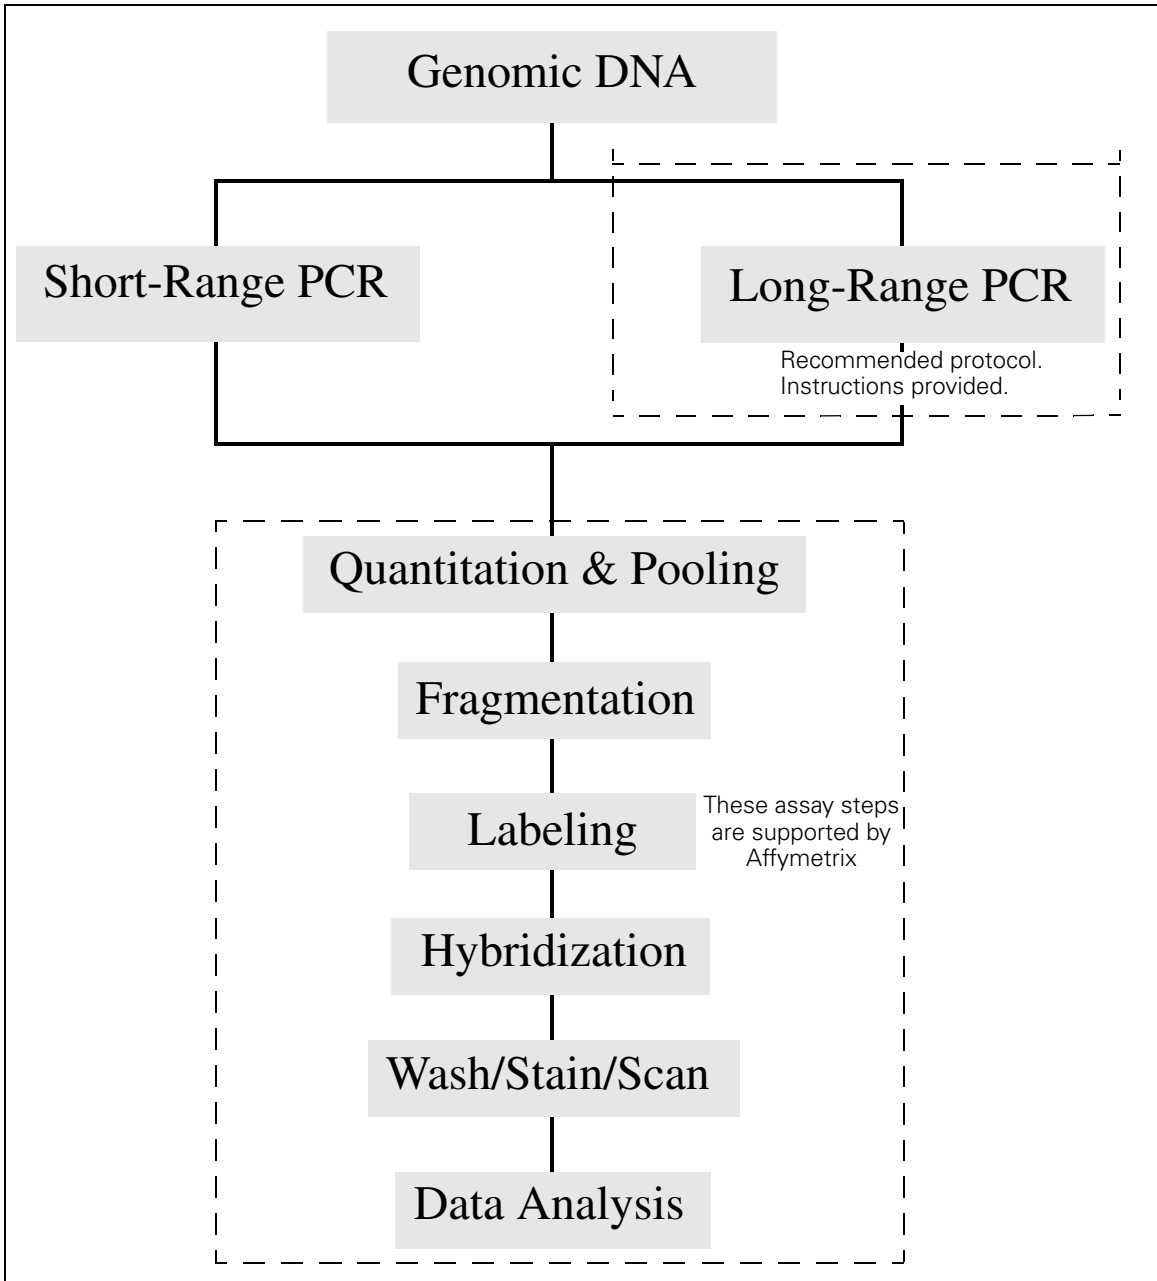 Genomic DNA
Short-Range PCR
Long-Range PCR
Recommended protocol.
Instructions provided.
Quantitation & Pooling
Fragmentation
Labeling
These assay steps
are supported by
Affymetrix
Hybridization
Wash/Stain/Scan
Data Analysis